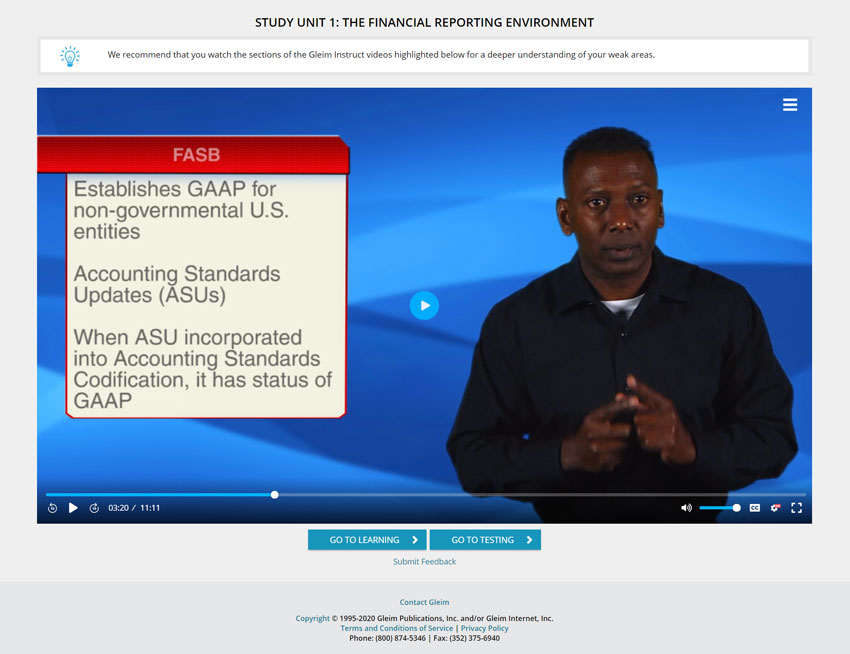 STUDY UNIT 1: THE FINANCIAL REPORTING ENVIRONMENT
We recommend that you watch the sections of the Gleim Instruct videos highlighted below for a deeper understanding of your weak areas.
FASB
Establishes GAAP for
non-governmental U.S.
entities
Accounting Standards
Updates (ASUs)
When ASU incorporated
into Accounting Standards
Codification, it has status of
GAAP
03:20 / 11:11
CC
GO TO LEARNING
GO TO TESTING
Submit Feedback
Contact Gleim
Copyright © 1995-2020 Gleim Publications, Inc. and/or Gleim Internet, Inc.
Terms and Conditions of Service | Privacy Policy
Phone: (800) 874-5346 | Fax: (352) 375-6940